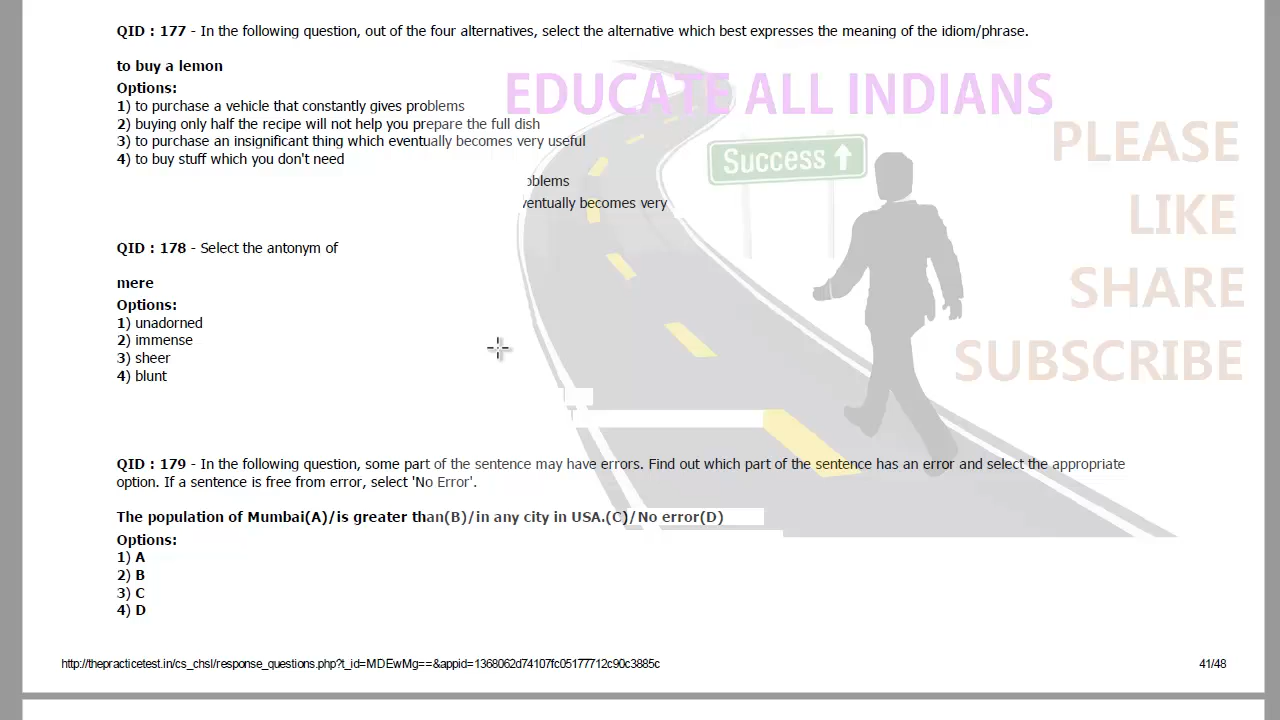 QID : 177 - In the following question, out of the four alternatives, select the alternative which best expresses the meaning of the idiom/phrase.
to buy a lemon
Options:
1) to purchase a vehicle that constantly gives problems
2) buying only half the recipe will not help you prepare the full dish
3) to purchase an insignificant thing which eventually becomes very useful
4) to buy stuff which you don't need
oblems
ventually becomes very
EDUCATE ALL INDIANS
Success
PLEASE
LIKE
SHARE
SUBSCRIBE
QID : 178 - Select the antonym of
mere
Options:
1) unadorned
2) immense
3) sheer
4) blunt
QID : 179 - In the following question, some part of the sentence may have errors. Find out which part of the sentence has an error and select the appropriate
option. If a sentence is free from error, select 'No Error'.
The population of Mumbai(A)/is greater than(B)/in any city in USA.(C)/No error(D)
Options:
1) A
2) B
3) C
4) D
http://thepracticetest.in/cs_chsl/response_questions.php?t_id=MDEwMg==&appid=1368062d74107fc05177712c90c3885c
41/48